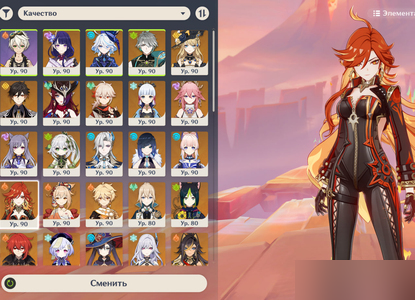 Качество
Элемент
Ур. 90 Ур. 90 Ур. 90 Ур. 90 Ур. 90
Ур. 90 Ур. 90 Ур. 90 Ур. 90 Ур. 90
Ур. 90 Ур. 90 Ур. 90 Ур. 90 Ур. 90
Ур. 90 Ур. 90 Ур. 90 Ур. 80 Ур. 80
Сменить